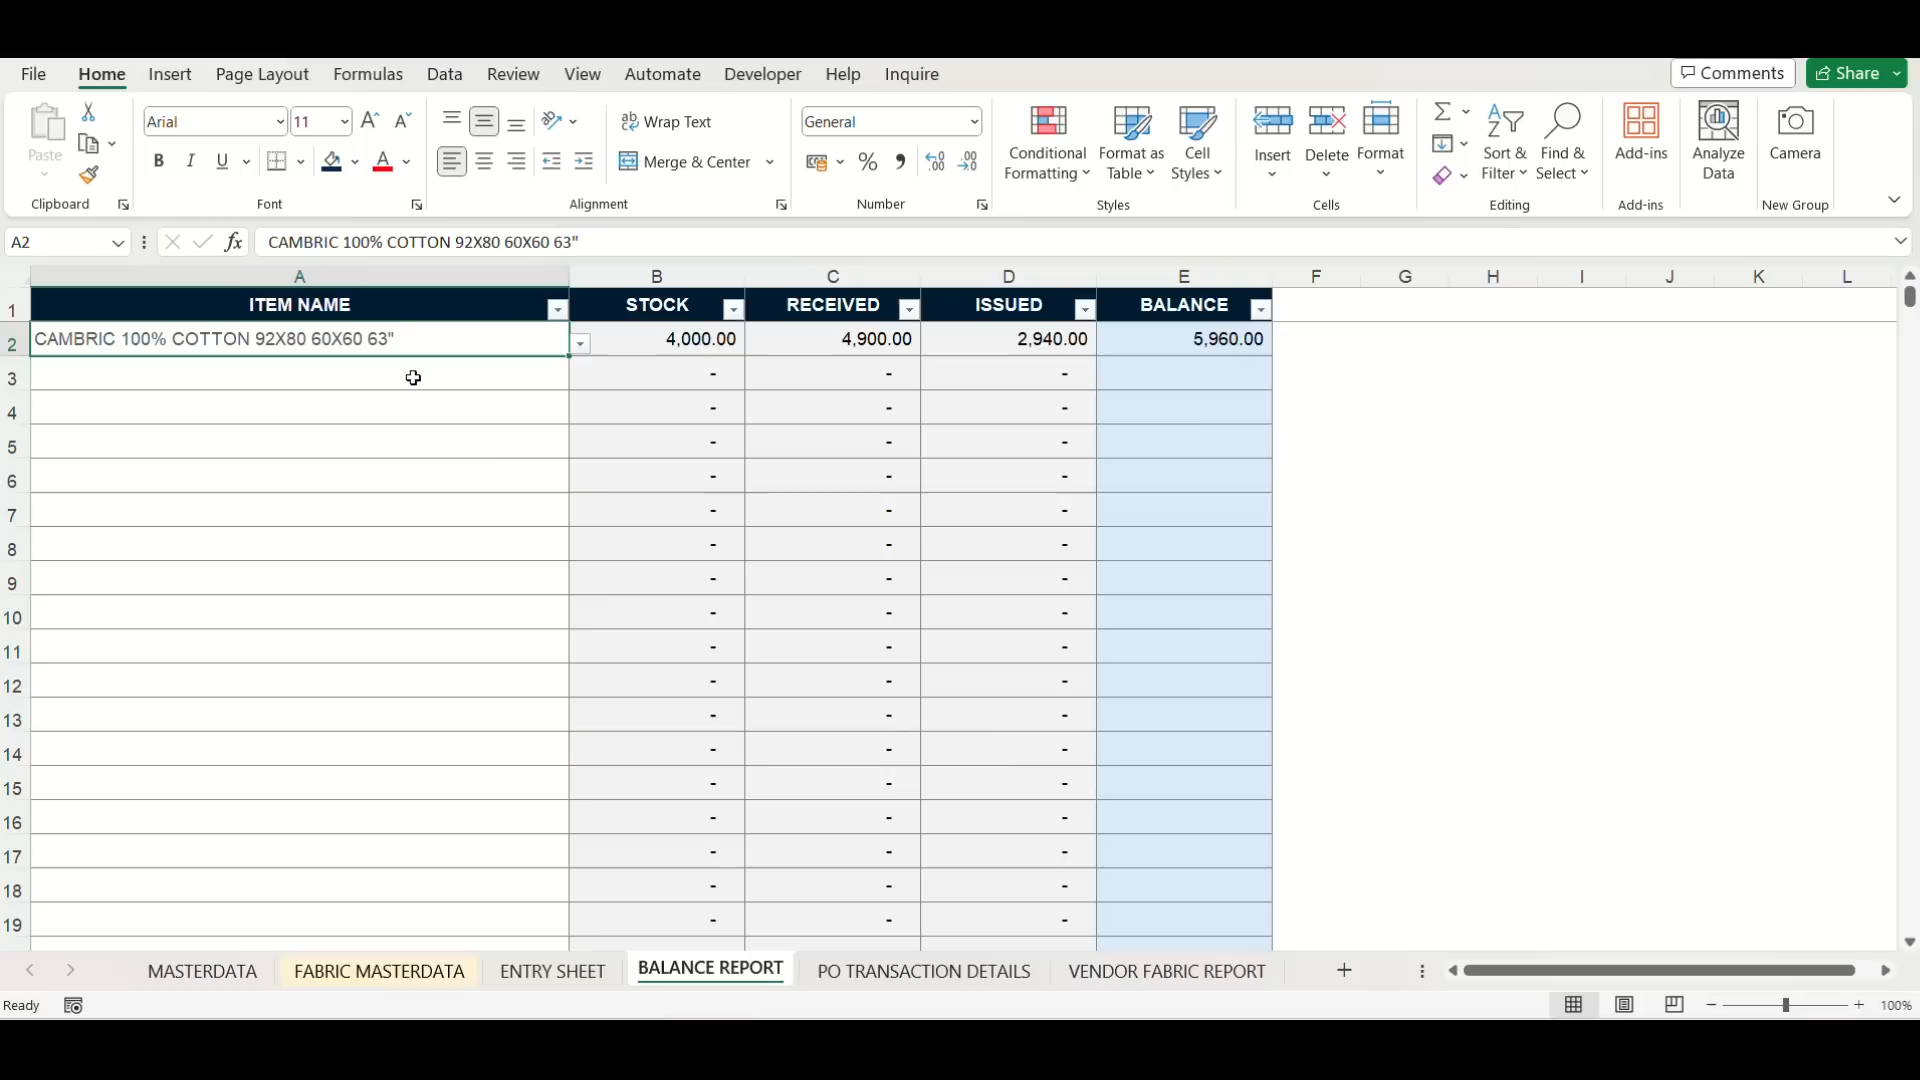 File Home Insert Page Layout Formulas Data Review View Automate Developer Help Inquire Comments Share
Paste
Arial 11
B I U A
Wrap Text
Merge & Center
General
%
Conditional Formatting
Format as Table
Cell Styles
Insert Delete Format
Sort & Filter
Find & Select
Add-ins
Analyze Data
Camera
Clipboard Font Alignment Number Styles Cells Editing Add-ins New Group
A2 fx CAMBRIC 100% COTTON 92X80 60X60 63"
A B C D E F G H I J K L
1 ITEM NAME STOCK RECEIVED ISSUED BALANCE
2 CAMBRIC 100% COTTON 92X80 60X60 63" 4,000.00 4,900.00 2,940.00 5,960.00
3 - - -
4 - - -
5 - - -
6 - - -
7 - - -
8 - - -
9 - - -
10 - - -
11 - - -
12 - - -
13 - - -
14 - - -
15 - - -
16 - - -
17 - - -
18 - - -
19 - - -
MASTERDATA FABRIC MASTERDATA ENTRY SHEET BALANCE REPORT PO TRANSACTION DETAILS VENDOR FABRIC REPORT
Ready 100%